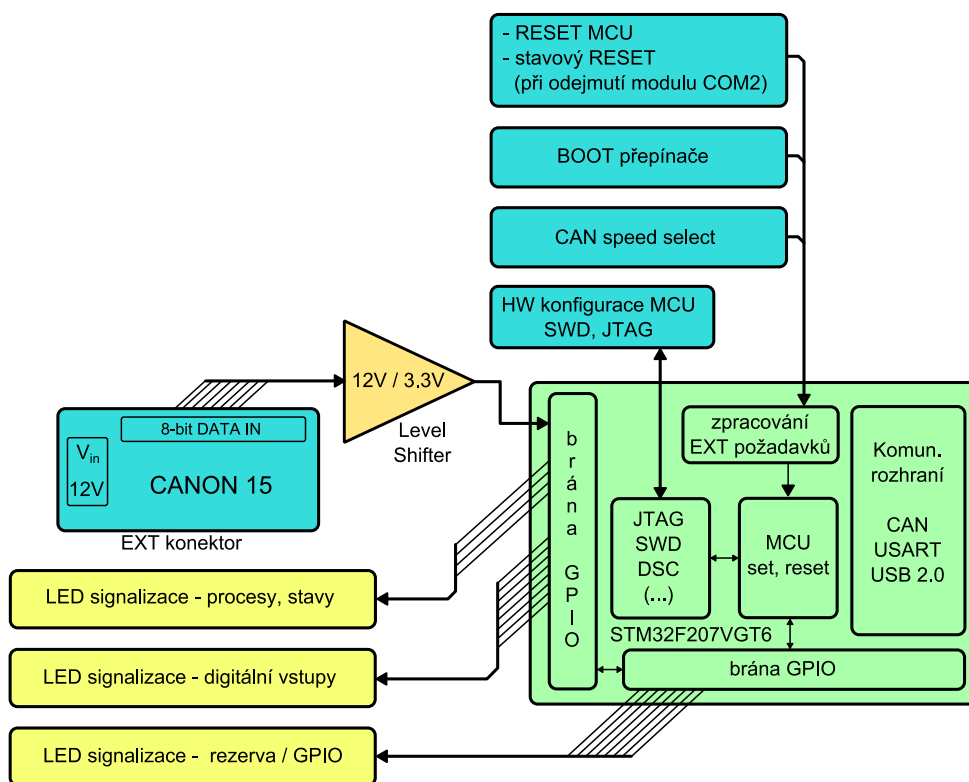 - RESET MCU
- stavový RESET
(při odejmutí modulu COM2)
BOOT přepínače
CAN speed select
HW konfigurace MCU
SWD, JTAG
12V / 3.3V
Level
Shifter
8-bit DATA IN
Vin
12V
CANON 15
EXT konektor
brána GPIO
zpracování
EXT požadavků
Komun.
rozhraní
CAN
USART
USB 2.0
JTAG
SWD
DSC
(...)
MCU
set, reset
STM32F207VGT6
brána GPIO
LED signalizace - procesy, stavy
LED signalizace - digitální vstupy
LED signalizace - rezerva / GPIO